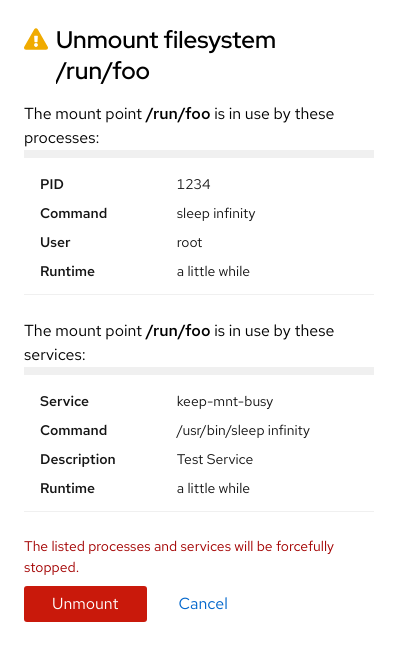 Unmount filesystem
/run/foo
The mount point /run/foo is in use by these
processes:
PID 1234
Command sleep infinity
User root
Runtime a little while
The mount point /run/foo is in use by these
services:
Service keep-mnt-busy
Command /usr/bin/sleep infinity
Description Test Service
Runtime a little while
The listed processes and services will be forcefully
stopped.
Unmount Cancel